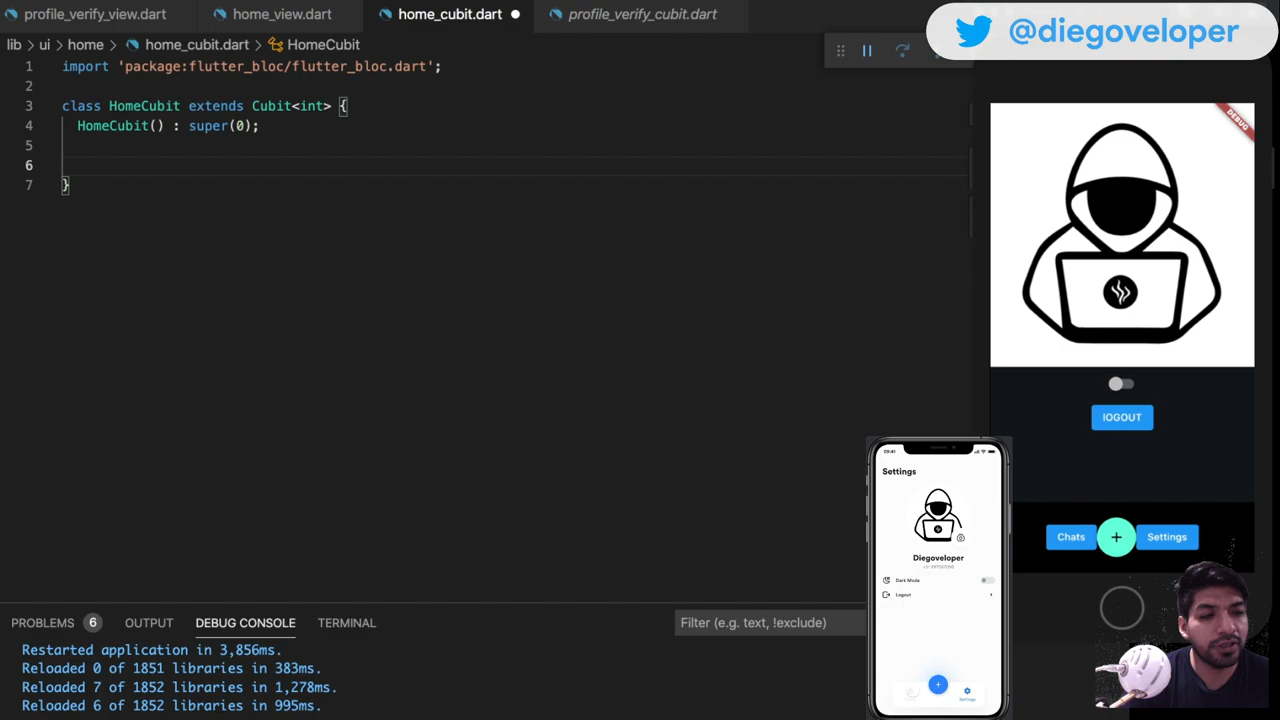 profile_verify_view.dart
home_view.dart
home_cubit.dart
profile_verify_cubit.dart
@diegoveloper
lib > ui > home > home_cubit.dart > HomeCubit
1 import 'package:flutter_bloc/flutter_bloc.dart';
2
3 class HomeCubit extends Cubit<int> {
4 HomeCubit() : super(0);
5
6
7 }
DEBUG
lOGOUT
Chats
+
Settings
09:41
Settings
Diegoveloper
Dark Mode
Logout
+
Settings
PROBLEMS 6 OUTPUT DEBUG CONSOLE TERMINAL
Filter (e.g. text, !exclude)
Restarted application in 3,856ms.
Reloaded 0 of 1851 libraries in 383ms.
Reloaded 7 of 1852 libraries in 1,278ms.
Reloaded 6 of 1852 libraries in 995ms.